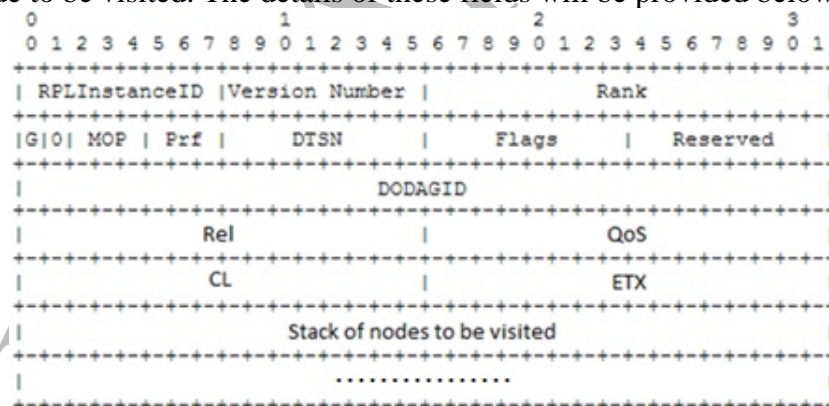 de to be visited. The details of these fields will be provided below
0 1 2 3
0 1 2 3 4 5 6 7 8 9 0 1 2 3 4 5 6 7 8 9 0 1 2 3 4 5 6 7 8 9 0 1
+-+-+-+-+-+-+-+-+-+-+-+-+-+-+-+-+-+-+-+-+-+-+-+-+-+-+-+-+-+-+-+-+
| RPLInstanceID |Version Number | Rank |
+-+-+-+-+-+-+-+-+-+-+-+-+-+-+-+-+-+-+-+-+-+-+-+-+-+-+-+-+-+-+-+-+
|G|0| MOP | Prf | DTSN | Flags | Reserved
+-+-+-+-+-+-+-+-+-+-+-+-+-+-+-+-+-+-+-+-+-+-+-+-+-+-+-+-+-+-+-+-+
| DODAGID |
+-+-+-+-+-+-+-+-+-+-+-+-+-+-+-+-+-+-+-+-+-+-+-+-+-+-+-+-+-+-+-+-+
| Rel | QoS |
+-+-+-+-+-+-+-+-+-+-+-+-+-+-+-+-+-+-+-+-+-+-+-+-+-+-+-+-+-+-+-+-+
| CL | ETX |
+-+-+-+-+-+-+-+-+-+-+-+-+-+-+-+-+-+-+-+-+-+-+-+-+-+-+-+-+-+-+-+-+
| Stack of nodes to be visited |
+-+-+-+-+-+-+-+-+-+-+-+-+-+-+-+-+-+-+-+-+-+-+-+-+-+-+-+-+-+-+-+-+
| ................ |
+-+-+-+-+-+-+-+-+-+-+-+-+-+-+-+-+-+-+-+-+-+-+-+-+-+-+-+-+-+-+-+-+